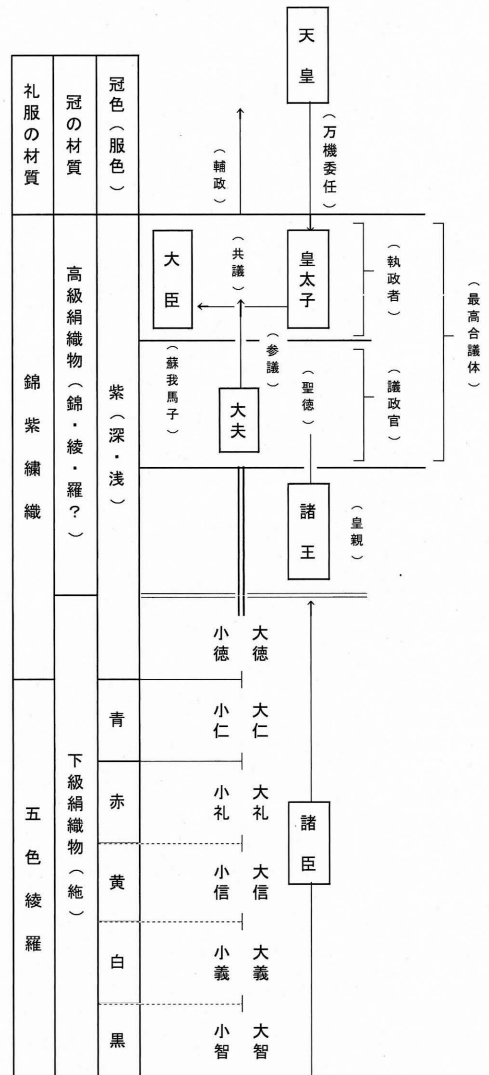 天皇
（万機委任）
（輔政）
冠色（服色）
冠の材質
礼服の材質
（最高合議体）
（執政者）
（議政官）
皇太子
（共議）
大臣
（参議）
（聖徳）
大夫
（蘇我馬子）
（皇親）
諸王
紫（深・浅）
高級絹織物（錦・綾・羅？）
錦紫繍織
諸臣
大徳
小徳
大仁
小仁
青
大礼
小礼
赤
大信
小信
黄
大義
小義
白
大智
小智
黒
下級絹織物（絁）
五色綾羅